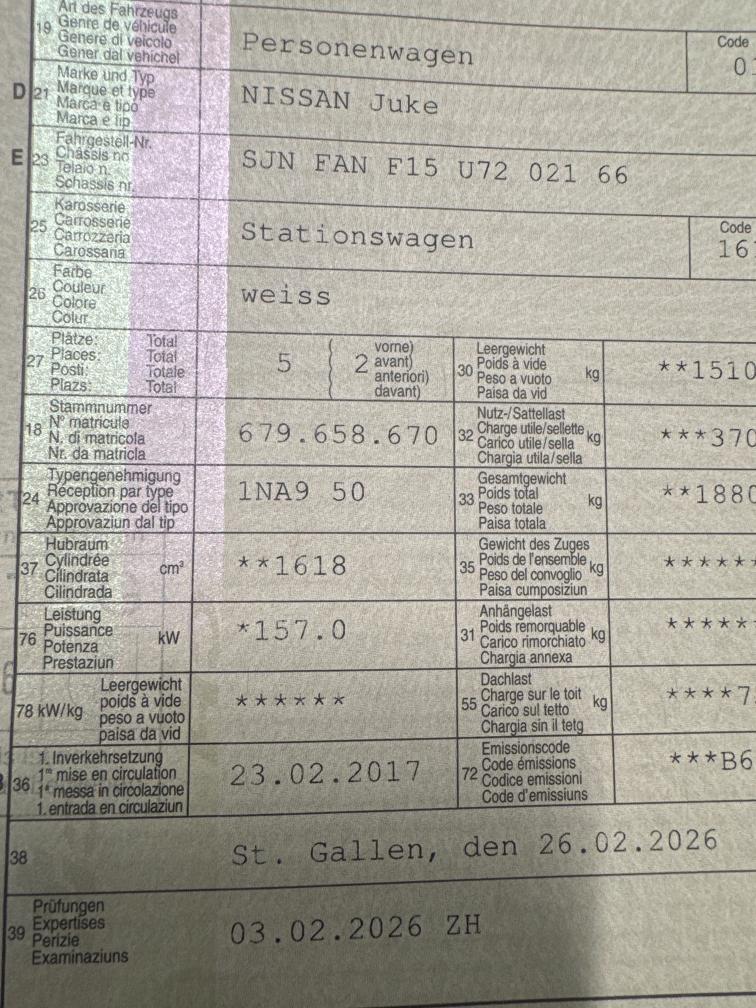 Art des Fahrzeugs
19 Genre de véhicule
Genere di veicolo
Gener dal vehichel
Personenwagen
Code
D 21 Marke und Typ
Marque et type
Marca e tipo
Marca e tip
NISSAN Juke
E 23 Fahrgestell-Nr.
Châssis no
Telaio n.
Schassis nr.
SJN FAN F15 U72 021 66
25 Karosserie
Carrosserie
Carrozzeria
Carossaria
Stationswagen
Code
16
26 Farbe
Couleur
Colore
Colur
weiss
27 Plätze: Total
Places: Total
Posti: Totale
Plazs: Total
5 ( 2 vorne)
avant)
anteriori)
davant)
30 Leergewicht
Poids à vide
Peso a vuoto
Paisa da vid
kg
**1510
18 Stammnummer
N° matricule
N. di matricola
Nr. da matricla
679.658.670
32 Nutz-/Sattellast
Charge utile/sellette
Carico utile/sella
Chargia utila/sella
kg
***370
24 Typengenehmigung
Réception par type
Approvazione del tipo
Approvaziun dal tip
1NA9 50
33 Gesamtgewicht
Poids total
Peso totale
Paisa totala
kg
**1880
37 Hubraum
Cylindrée
Cilindrata
Cilindrada
cm³
**1618
35 Gewicht des Zuges
Poids de l'ensemble
Peso del convoglio
Paisa cumposiziun
kg
*****
76 Leistung
Puissance
Potenza
Prestaziun
kW
*157.0
31 Anhängelast
Poids remorquable
Carico rimorchiato
Chargia annexa
kg
*****
78 kW/kg Leergewicht
poids à vide
peso a vuoto
paisa da vid
******
55 Dachlast
Charge sur le toit
Carico sul tetto
Chargia sin il tetg
kg
****7
36 1. Inverkehrsetzung
1re mise en circulation
1a messa in circolazione
1. entrada en circulaziun
23.02.2017
72 Emissionscode
Code émissions
Codice emissioni
Code d'emissiuns
***B6
38
St. Gallen, den 26.02.2026
39 Prüfungen
Expertises
Perizie
Examinaziuns
03.02.2026 ZH